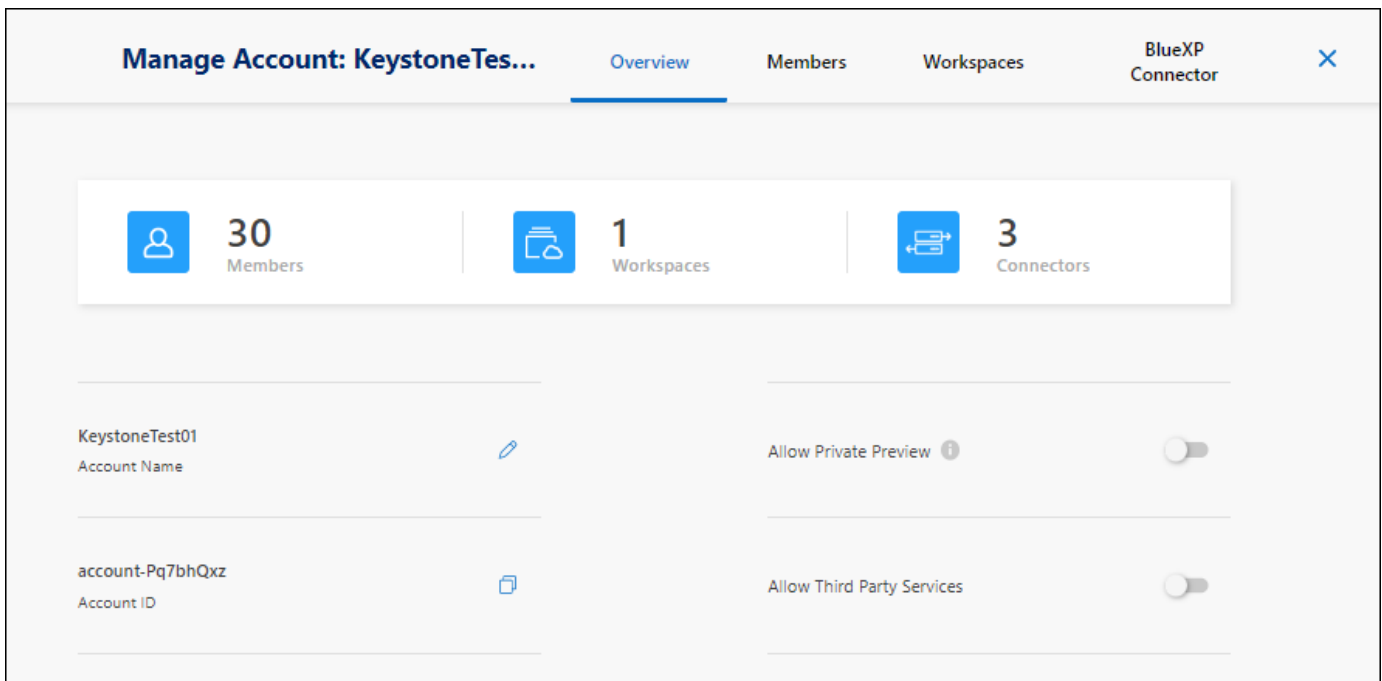 Manage Account: KeystoneTes...
Overview
Members
Workspaces
BlueXP
Connector
30
Members
1
Workspaces
3
Connectors
KeystoneTest01
Account Name
Allow Private Preview
account-Pq7bhQxz
Account ID
Allow Third Party Services